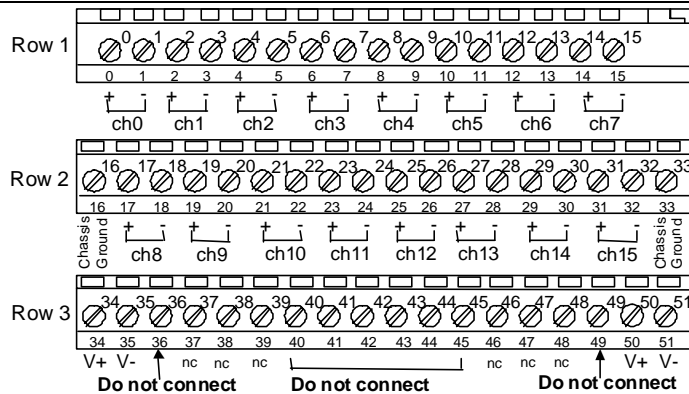 Row 1
0 1 2 3 4 5 6 7 8 9 10 11 12 13 14 15
0 1 2 3 4 5 6 7 8 9 10 11 12 13 14 15
+ - + - + - + - + - + - + - + -
ch0 ch1 ch2 ch3 ch4 ch5 ch6 ch7
Row 2
16 17 18 19 20 21 22 23 24 25 26 27 28 29 30 31 32 33
16 17 18 19 20 21 22 23 24 25 26 27 28 29 30 31 32 33
Chassis Ground
+ - + - + - + - + - + - + - + -
ch8 ch9 ch10 ch11 ch12 ch13 ch14 ch15
Chassis Ground
Row 3
34 35 36 37 38 39 40 41 42 43 44 45 46 47 48 49 50 51
34 35 36 37 38 39 40 41 42 43 44 45 46 47 48 49 50 51
V+ V- nc nc nc nc nc nc V+ V-
Do not connect Do not connect Do not connect